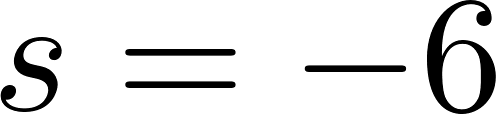 s = −6